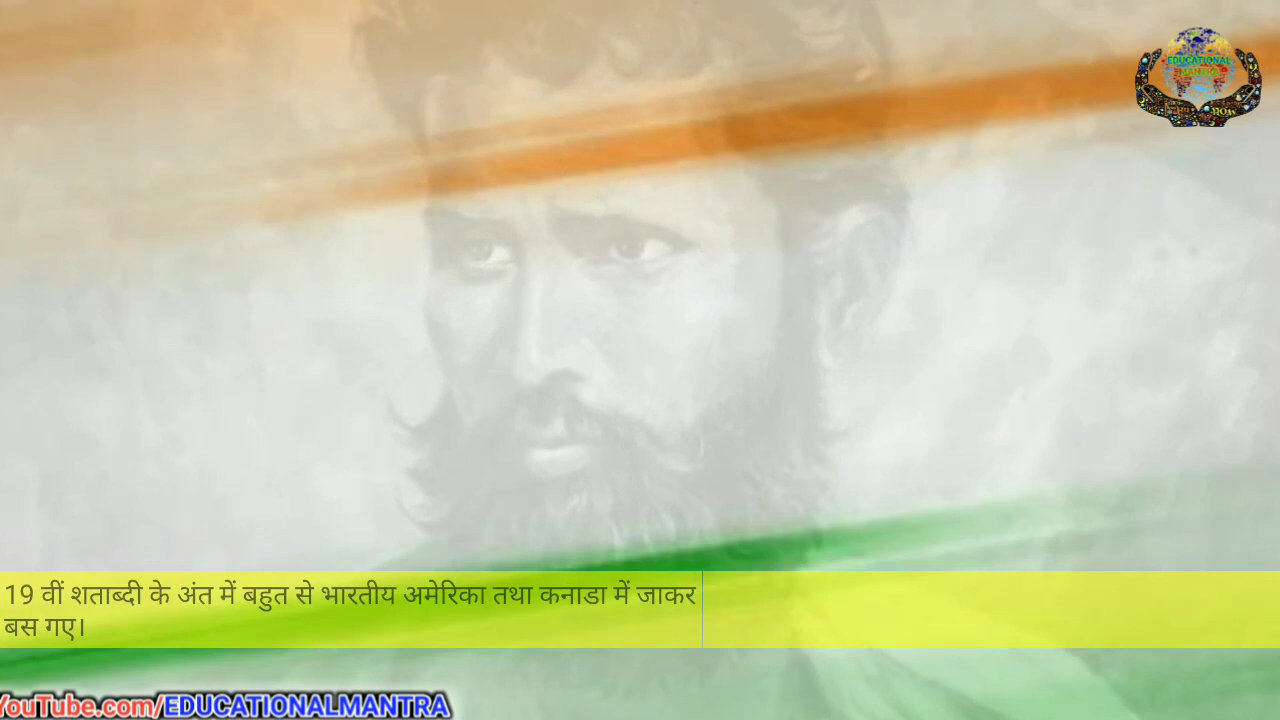 EDUCATIONAL
MANTRA
19 वीं शताब्दी के अंत में बहुत से भारतीय अमेरिका तथा कनाडा में जाकर
बस गए।
YouTube.com/EDUCATIONALMANTRA